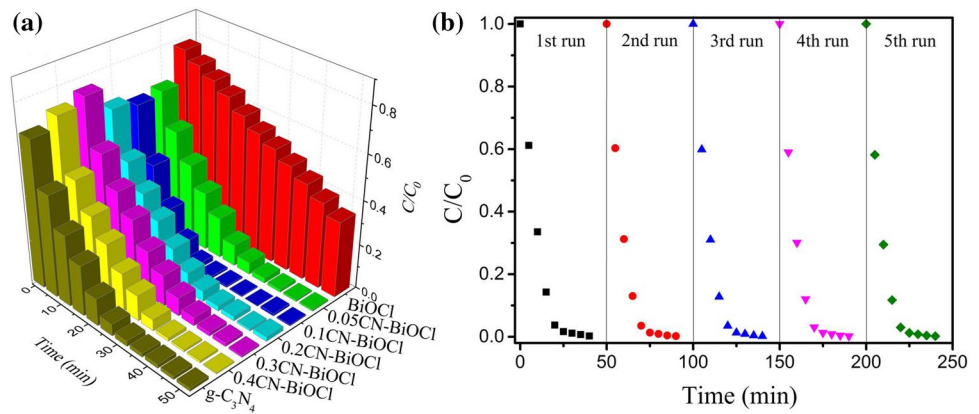 (a)
0.8
0.6
0.4
0.2
0.0
C/C0
BiOCl
0.05CN-BiOCl
0.1CN-BiOCl
0.2CN-BiOCl
0.3CN-BiOCl
0.4CN-BiOCl
g-C3N4
0
10
20
30
40
50
Time (min)
(b)
1.0
0.8
0.6
0.4
0.2
0.0
C/C0
1st run 2nd run 3rd run 4th run 5th run
0 50 100 150 200 250
Time (min)